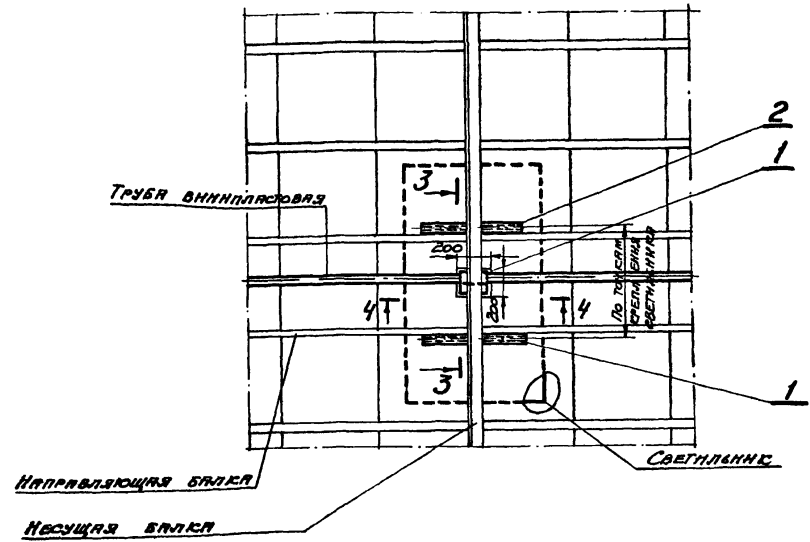 2
1
3
Труба винипластовая
200
200
По точкам
крепления
светильника
4
4
3
1
Светильник
Направляющая балка
Несущая балка